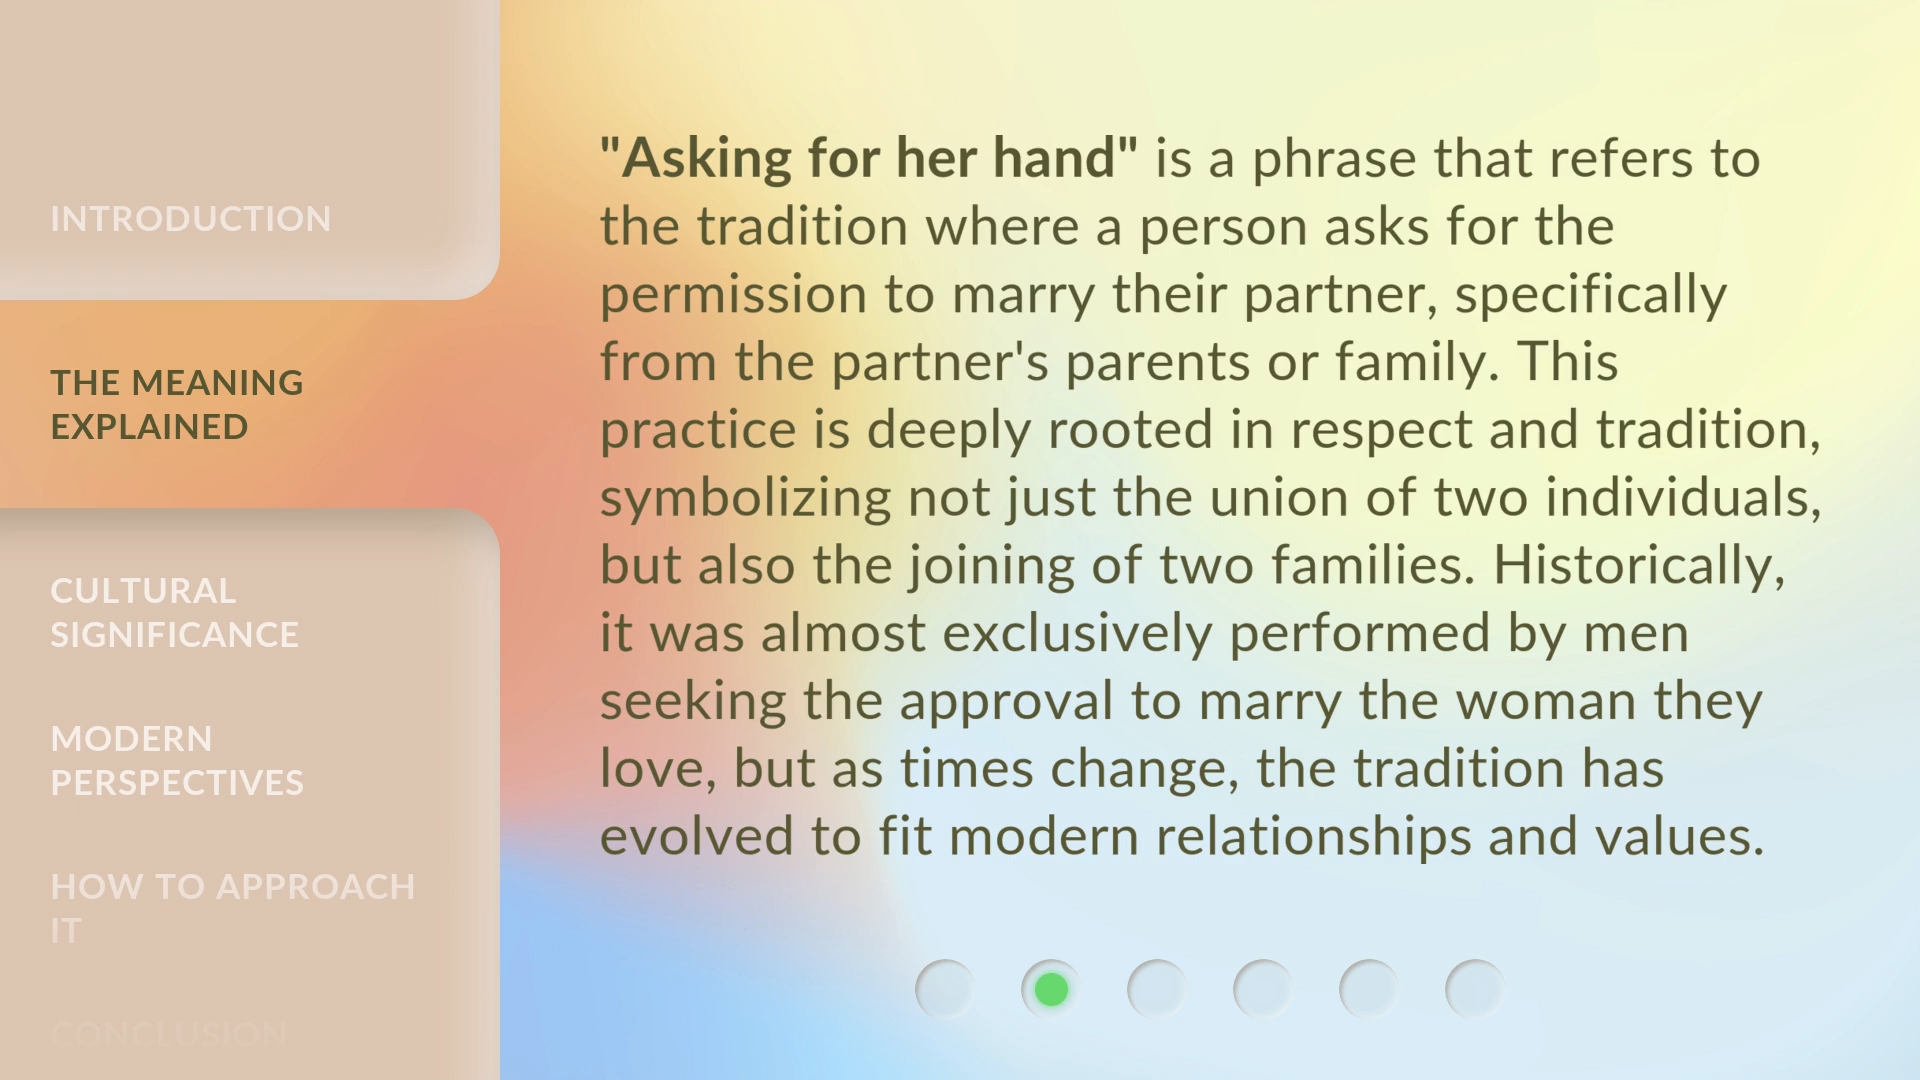 INTRODUCTION
THE MEANING
EXPLAINED
CULTURAL
SIGNIFICANCE
MODERN
PERSPECTIVES
HOW TO APPROACH
IT
CONCLUSION
"Asking for her hand" is a phrase that refers to
the tradition where a person asks for the
permission to marry their partner, specifically
from the partner's parents or family. This
practice is deeply rooted in respect and tradition,
symbolizing not just the union of two individuals,
but also the joining of two families. Historically,
it was almost exclusively performed by men
seeking the approval to marry the woman they
love, but as times change, the tradition has
evolved to fit modern relationships and values.